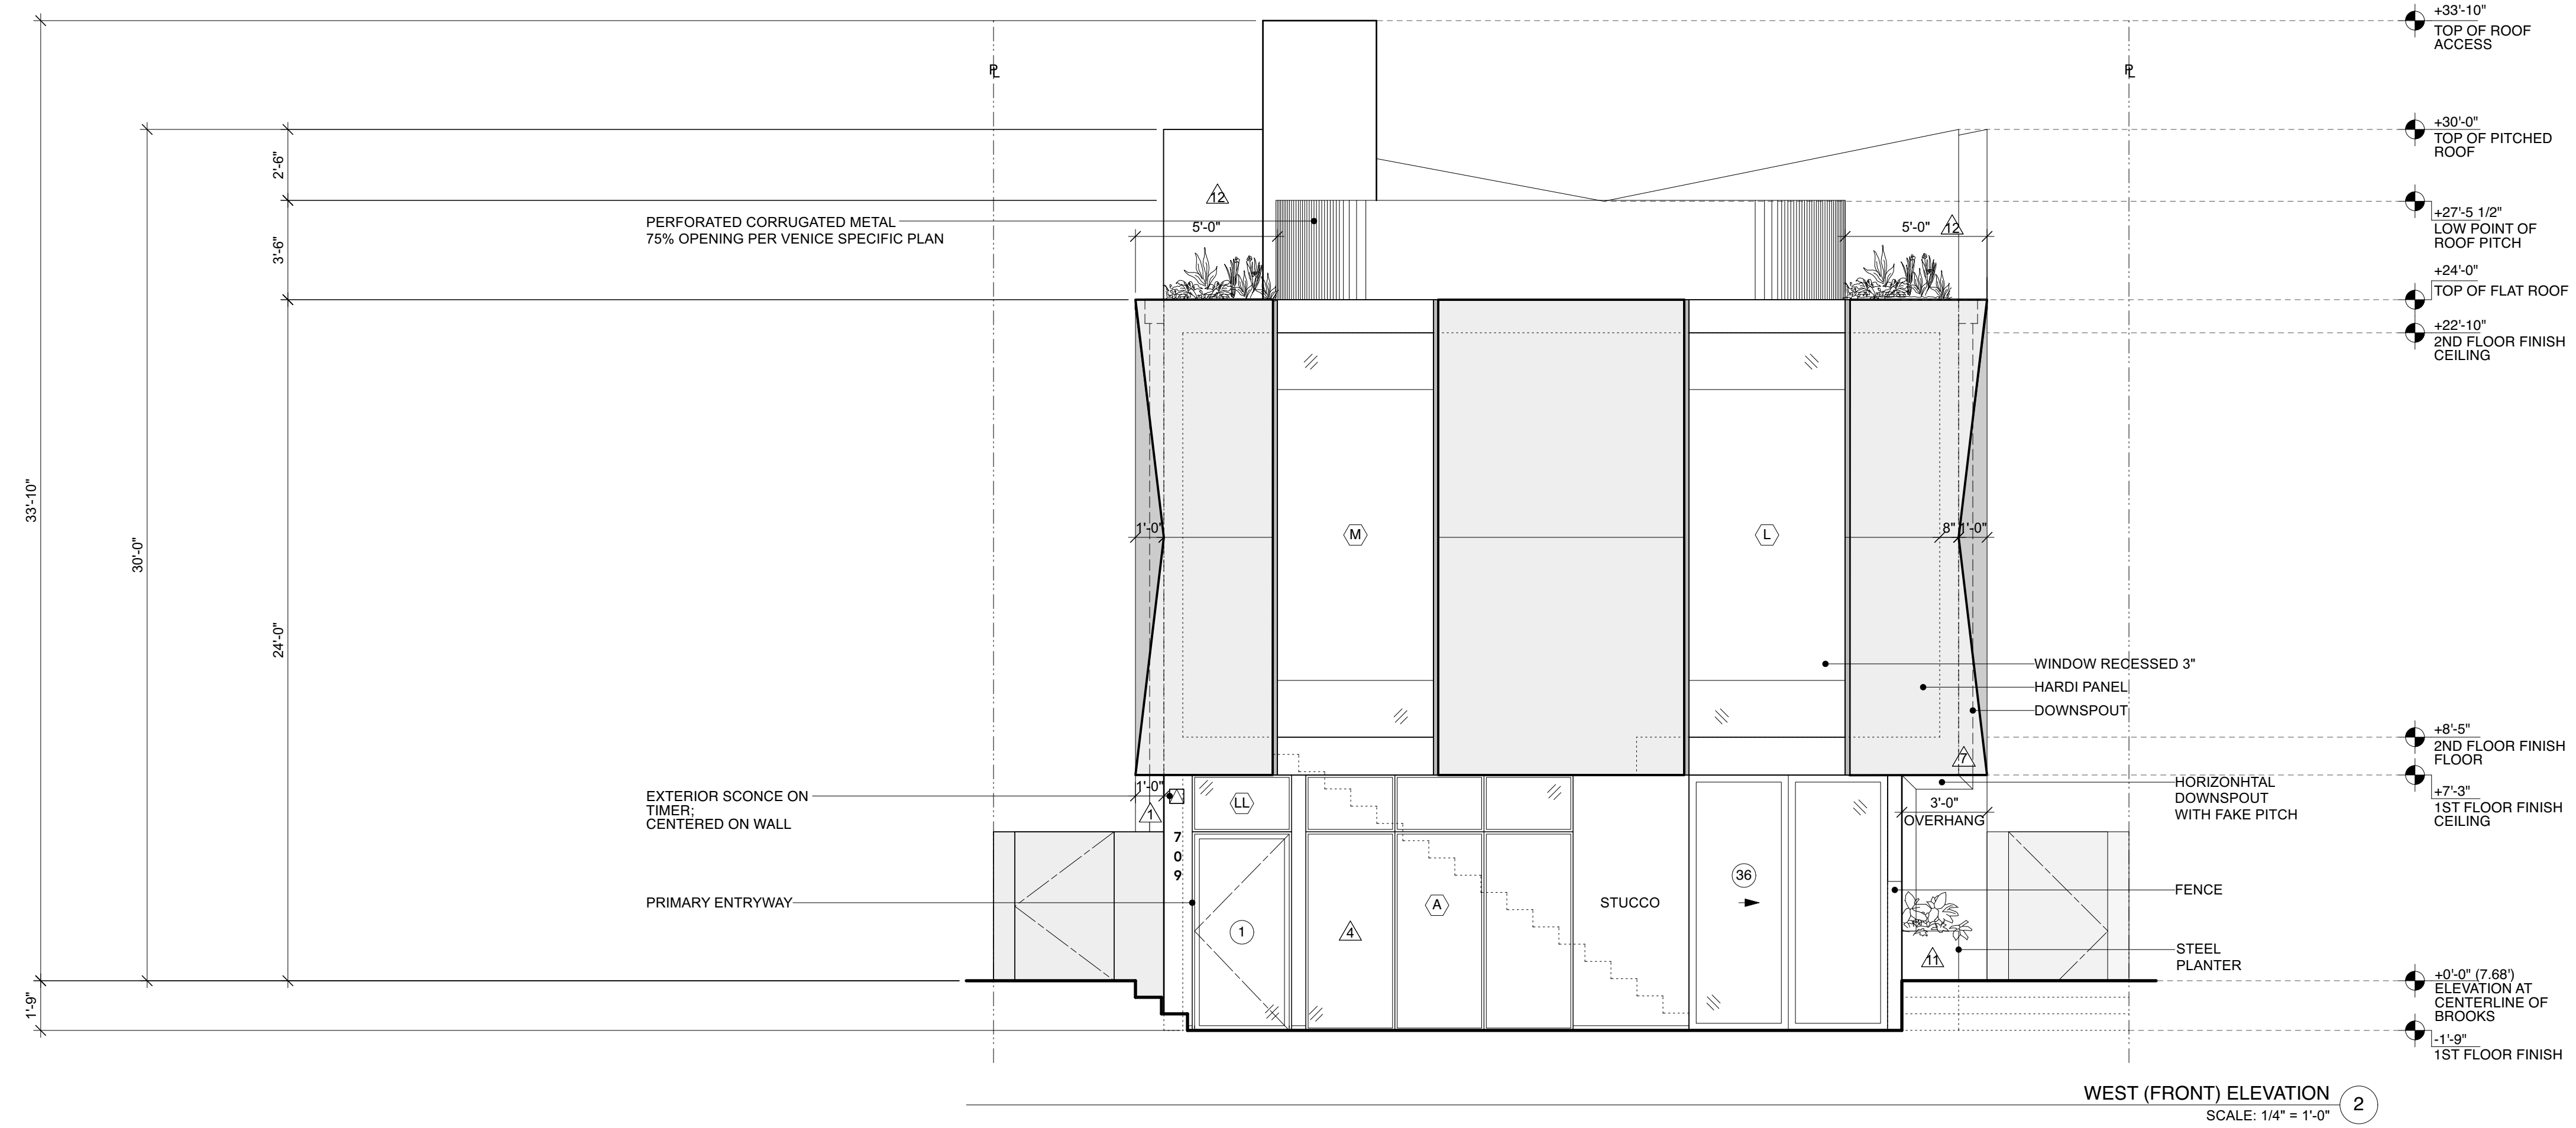 +33'-10"
TOP OF ROOF
ACCESS
PL
PL
+30'-0"
TOP OF PITCHED
ROOF
2'-6"
12
PERFORATED CORRUGATED METAL
75% OPENING PER VENICE SPECIFIC PLAN
5'-0"
5'-0"
12
+27'-5 1/2"
LOW POINT OF
ROOF PITCH
3'-6"
+24'-0"
TOP OF FLAT ROOF
+22'-10"
2ND FLOOR FINISH
CEILING
33'-10"
30'-0"
24'-0"
1'-0"
M
L
8"
1'-0"
WINDOW RECESSED 3"
HARDI PANEL
DOWNSPOUT
+8'-5"
2ND FLOOR FINISH
FLOOR
7
EXTERIOR SCONCE ON
TIMER;
CENTERED ON WALL
1'-0"
1
LL
3'-0"
OVERHANG
HORIZONHTAL
DOWNSPOUT
WITH FAKE PITCH
+7'-3"
1ST FLOOR FINISH
CEILING
7
0
9
PRIMARY ENTRYWAY
1
4
A
STUCCO
36
FENCE
11
STEEL
PLANTER
1'-9"
+0'-0" (7.68')
ELEVATION AT
CENTERLINE OF
BROOKS
-1'-9"
1ST FLOOR FINISH
WEST (FRONT) ELEVATION
2
SCALE: 1/4" = 1'-0"